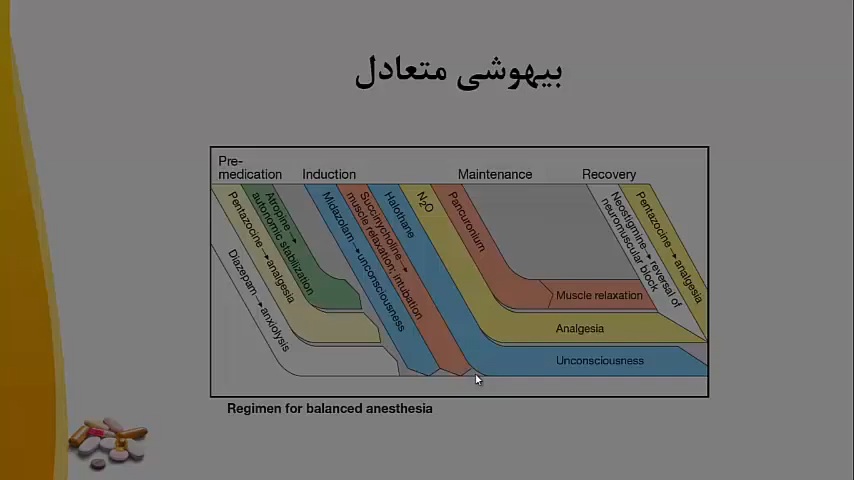 بیهوشی متعادل
Pre-
medication
Induction
Maintenance
Recovery
Diazepam→anxiolysis
Pentazocine→analgesia
Atropine→
autonomic stabilization
Midazolam→unconsciousness
Succinycholine→
muscle relaxation; intubation
Halothane
N₂O
Pancuronium
Neostigmine→reversal of
neuromuscular block
Pentazocine→analgesia
Muscle relaxation
Analgesia
Unconsciousness
Regimen for balanced anesthesia